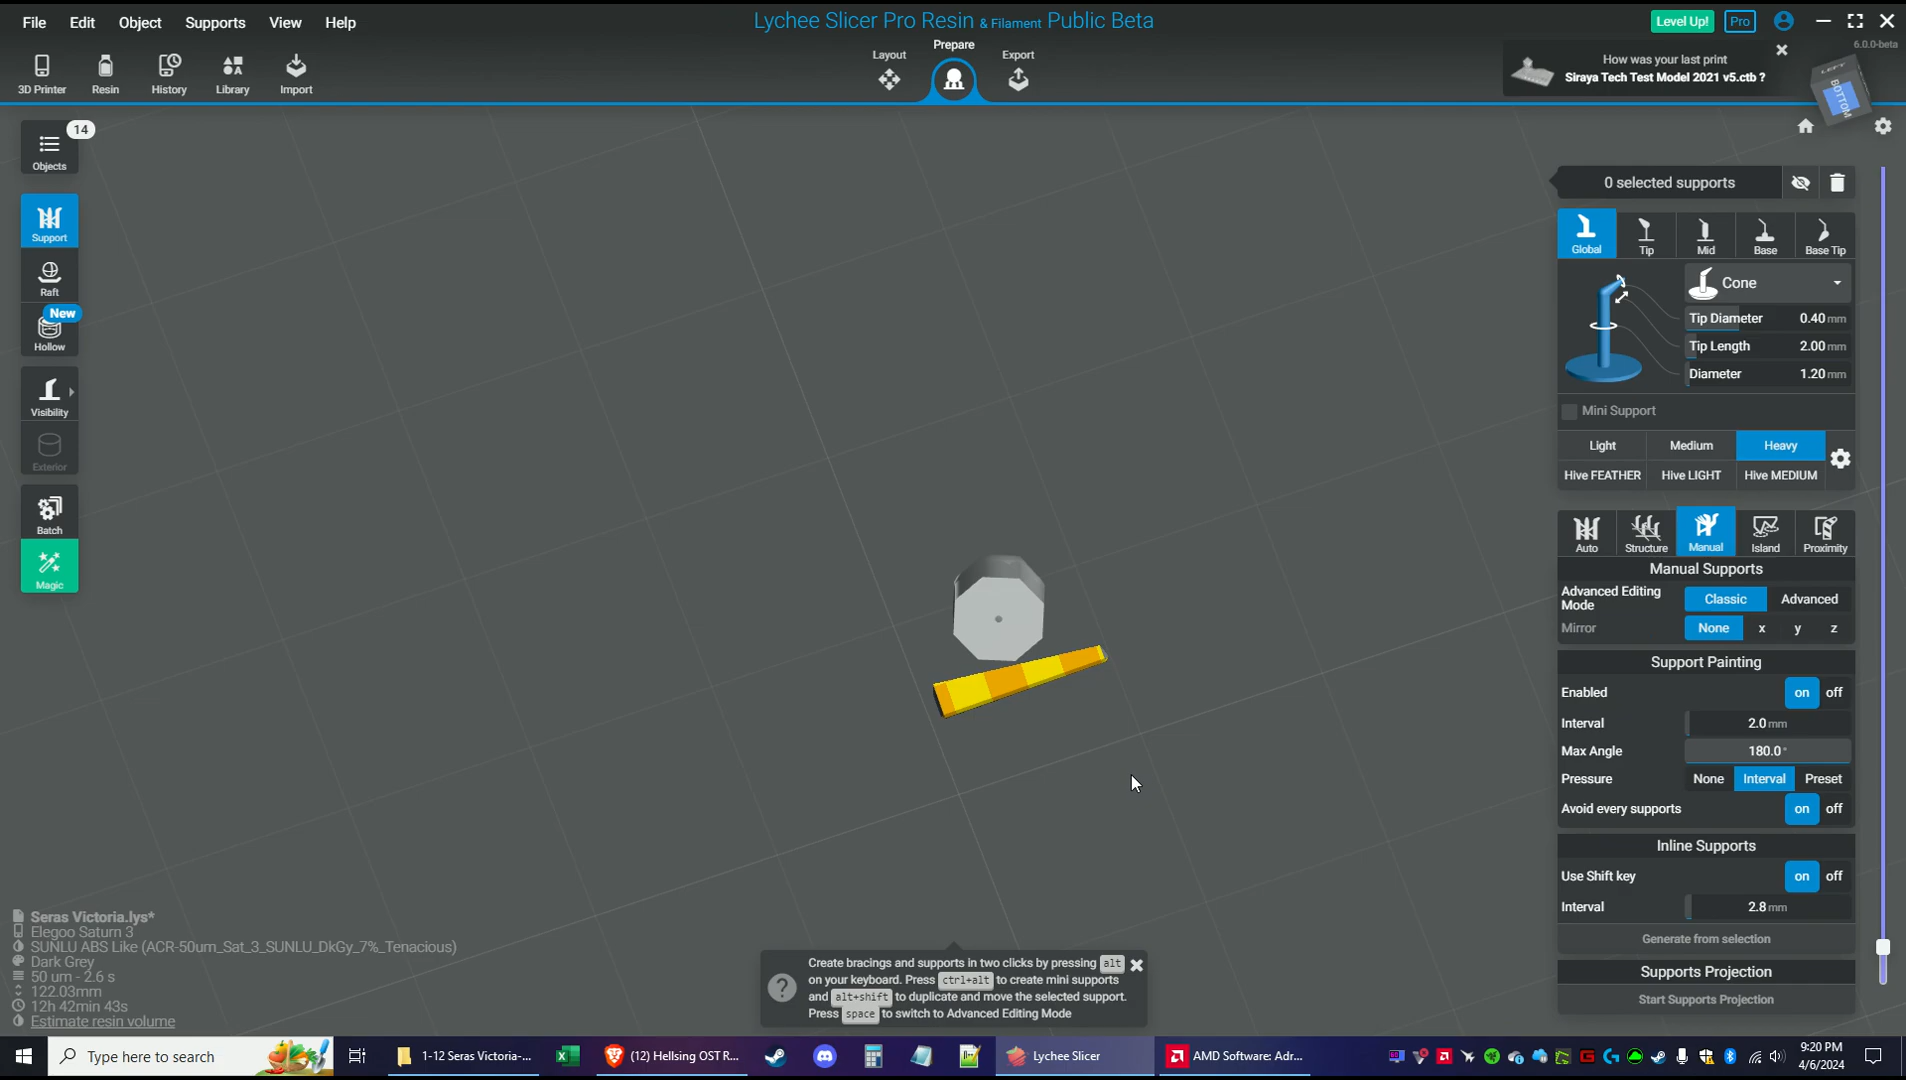 File Edit Object Supports View Help
Lychee Slicer Pro Resin & Filament Public Beta
Level Up! Pro
6.0.0-beta
3D Printer Resin History Library Import
Layout Prepare Export
How was your last print
Siraya Tech Test Model 2021 v5.ctb ?
LEFT
BOTTOM
14
Objects
Support
Raft
New
Hollow
Visibility
Exterior
Batch
Magic
0 selected supports
Global Tip Mid Base Base Tip
Cone
Tip Diameter 0.40 mm
Tip Length 2.00 mm
Diameter 1.20 mm
Mini Support
Light Medium Heavy
Hive FEATHER Hive LIGHT Hive MEDIUM
Auto Structure Manual Island Proximity
Manual Supports
Advanced Editing Mode Classic Advanced
Mirror None x y z
Support Painting
Enabled on off
Interval 2.0 mm
Max Angle 180.0 °
Pressure None Interval Preset
Avoid every supports on off
Inline Supports
Use Shift key on off
Interval 2.8 mm
Generate from selection
Supports Projection
Start Supports Projection
Seras Victoria.lys*
Elegoo Saturn 3
SUNLU ABS Like (ACR-50um_Sat_3_SUNLU_DkGy_7%_Tenacious)
Dark Grey
50 um - 2.6 s
122.03mm
12h 42min 43s
Estimate resin volume
Create bracings and supports in two clicks by pressing alt
on your keyboard. Press ctrl+alt to create mini supports
and alt+shift to duplicate and move the selected support.
Press space to switch to Advanced Editing Mode
Type here to search
1-12 Seras Victoria-...
(12) Hellsing OST R...
Lychee Slicer
AMD Software: Adr...
9:20 PM
4/6/2024